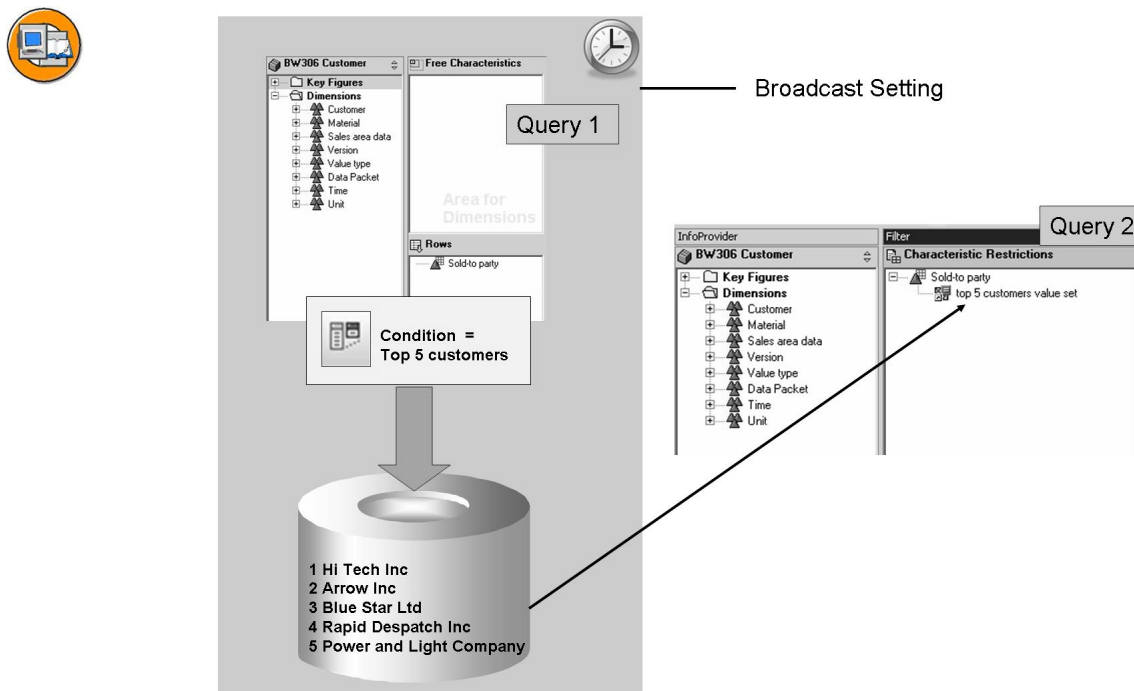 BW306 Customer
Key Figures
Dimensions
Customer
Material
Sales area data
Version
Value type
Data Packet
Time
Unit
Free Characteristics
Query 1
Area for
Dimensions
Rows
Sold-to party
Broadcast Setting
Condition =
Top 5 customers
1 Hi Tech Inc
2 Arrow Inc
3 Blue Star Ltd
4 Rapid Despatch Inc
5 Power and Light Company
Query 2
InfoProvider
BW306 Customer
Key Figures
Dimensions
Customer
Material
Sales area data
Version
Value type
Data Packet
Time
Unit
Filter
Characteristic Restrictions
Sold-to party
top 5 customers value set